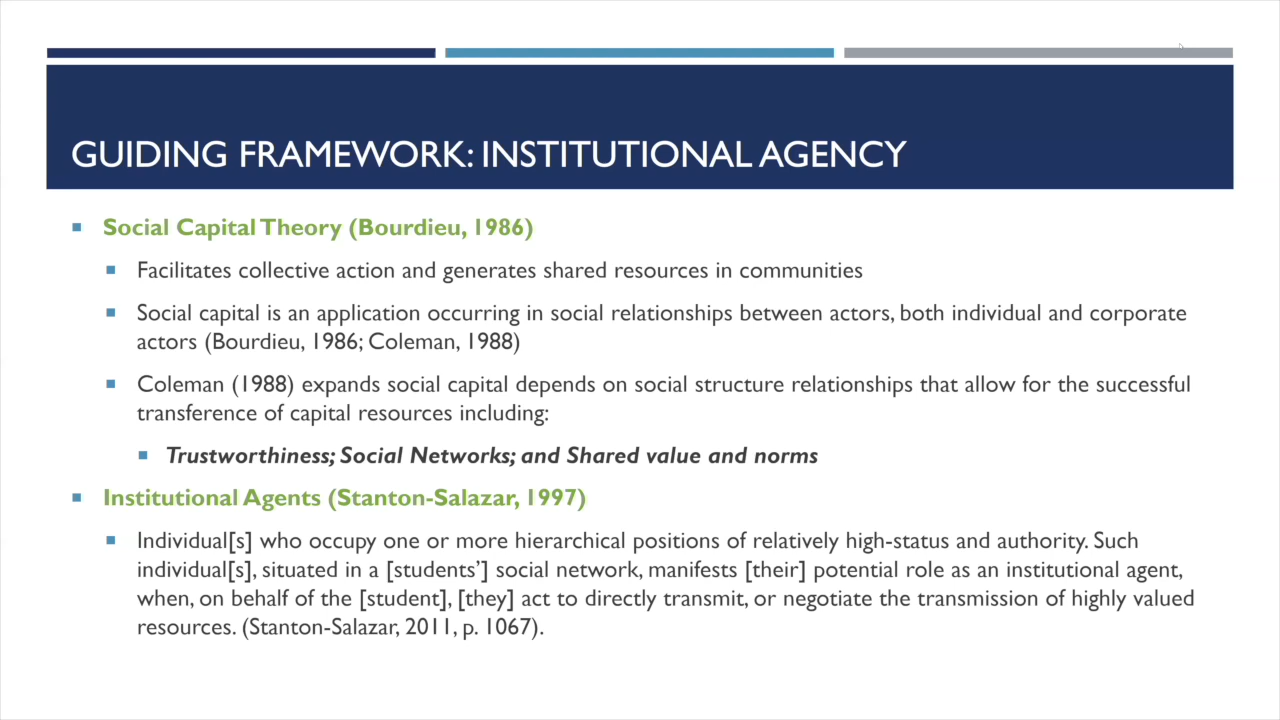 GUIDING FRAMEWORK: INSTITUTIONAL AGENCY
Social Capital Theory (Bourdieu, 1986)
Facilitates collective action and generates shared resources in communities
Social capital is an application occurring in social relationships between actors, both individual and corporate
actors (Bourdieu, 1986; Coleman, 1988)
Coleman (1988) expands social capital depends on social structure relationships that allow for the successful
transference of capital resources including:
Trustworthiness; Social Networks; and Shared value and norms
Institutional Agents (Stanton-Salazar, 1997)
Individual[s] who occupy one or more hierarchical positions of relatively high-status and authority. Such
individual[s], situated in a [students’] social network, manifests [their] potential role as an institutional agent,
when, on behalf of the [student], [they] act to directly transmit, or negotiate the transmission of highly valued
resources. (Stanton-Salazar, 2011, p. 1067).